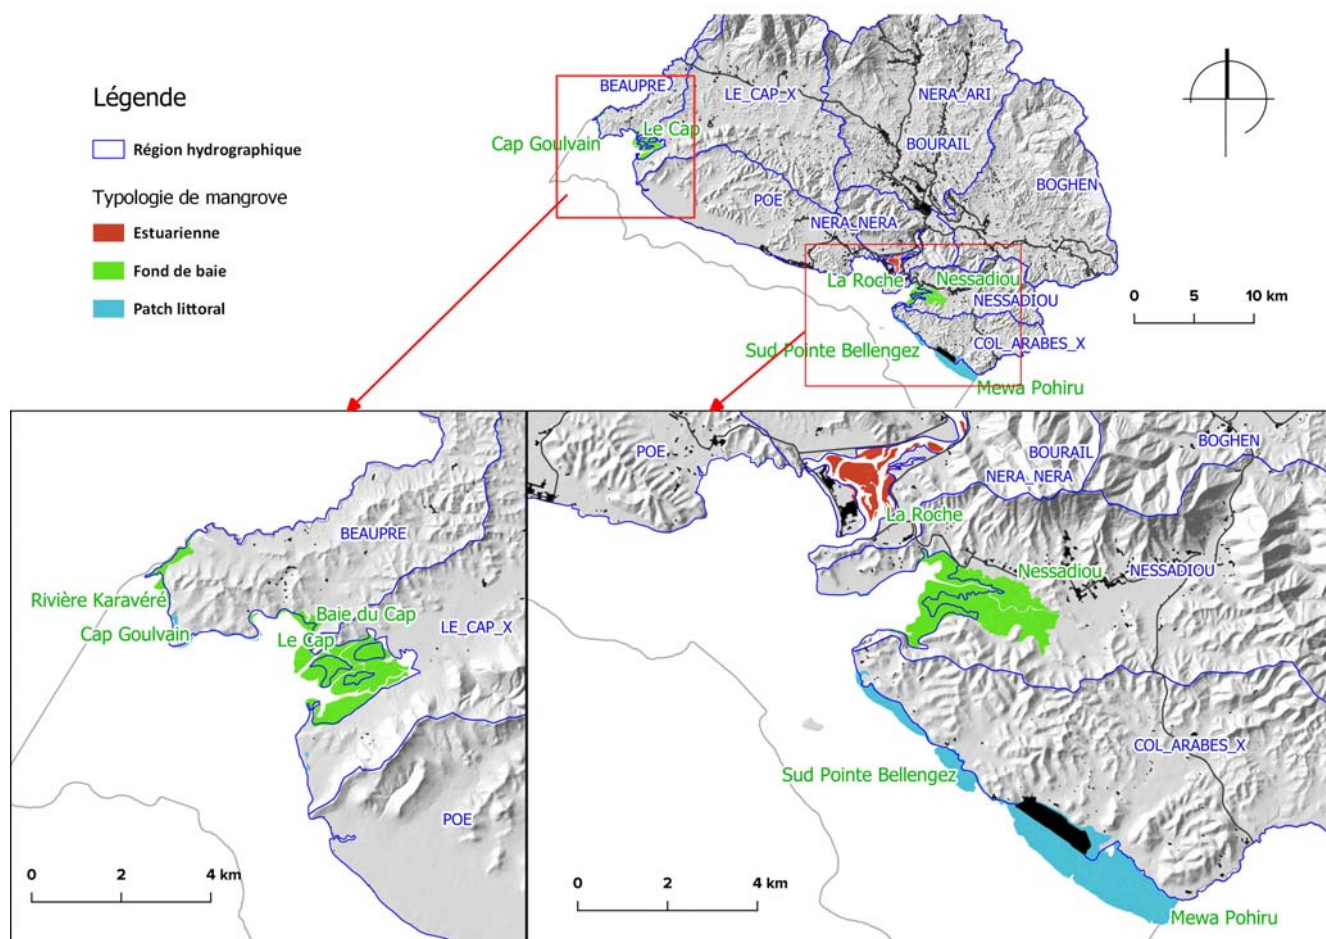 Légende
Région hydrographique
Typologie de mangrove
Estuarienne
Fond de baie
Patch littoral
BEAUPRE
LE_CAP_X
NERA_ARI
Le Cap
Cap Goulvain
BOURAIL
BOGHEN
POE
NERA_NERA
La Roche
Nessadiou
NESSADIOU
Sud Pointe Bellengez
COL_ARABES_X
Mewa Pohiru
0 5 10 km
BEAUPRE
Rivière Karavéré
Baie du Cap
Cap Goulvain
Le Cap
LE_CAP_X
POE
0 2 4 km
POE
BOGHEN
BOURAIL
NERA_NERA
La Roche
Nessadiou
NESSADIOU
COL_ARABES_X
Sud Pointe Bellengez
0 2 4 km
Mewa Pohiru